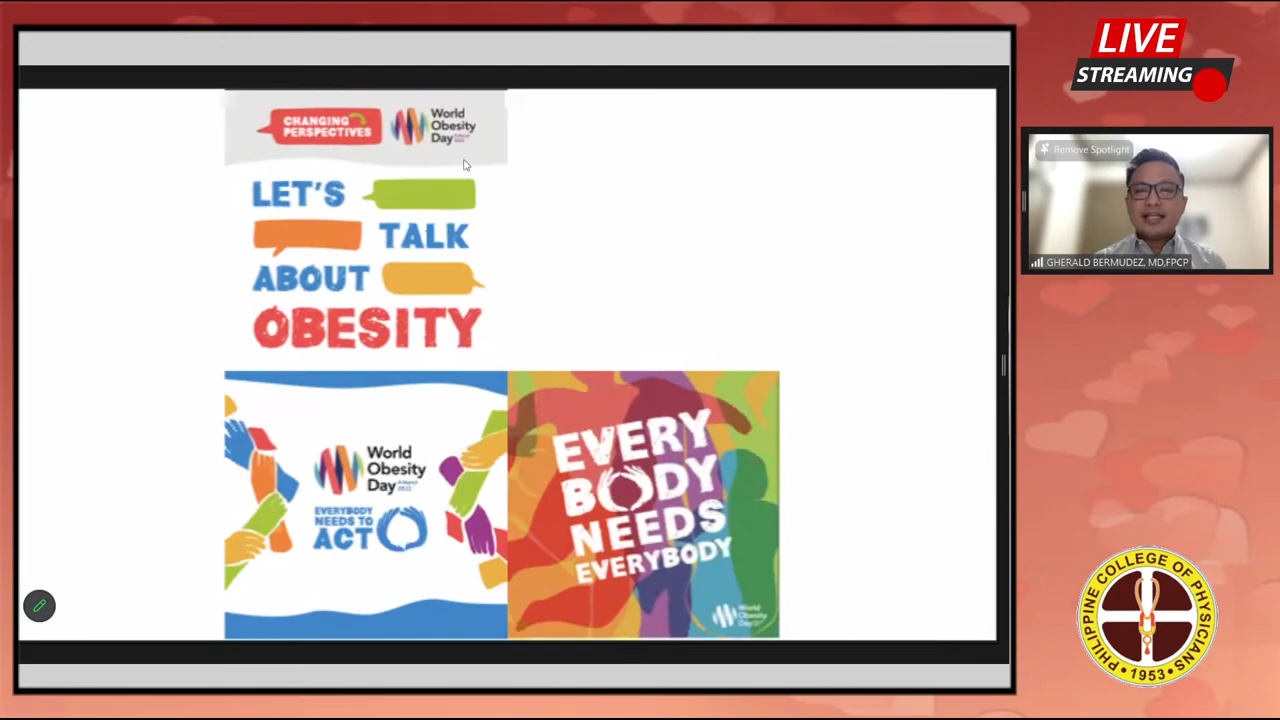 LIVE
STREAMING
CHANGING
PERSPECTIVES
World
Obesity
Day
LET'S
TALK
ABOUT
OBESITY
World
Obesity
Day
EVERYBODY
NEEDS TO
ACT
EVERY
BODY
NEEDS
EVERYBODY
World
Obesity
Day
Remove Spotlight
GHERALD BERMUDEZ, MD,FPCP
PHILIPPINE COLLEGE OF PHYSICIANS
1953